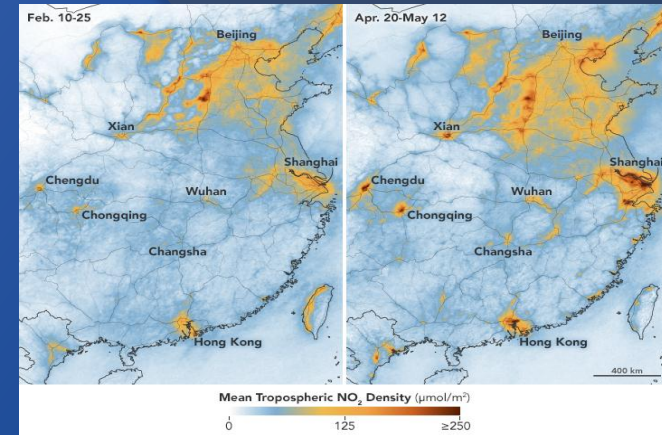 Feb. 10-25
Beijing
Xian
Shanghai
Chengdu
Wuhan
Chongqing
Changsha
Hong Kong
Apr. 20-May 12
Beijing
Xian
Shanghai
Chengdu
Wuhan
Chongqing
Changsha
Hong Kong
400 km
Mean Tropospheric NO₂ Density (µmol/m²)
0 125 ≥250